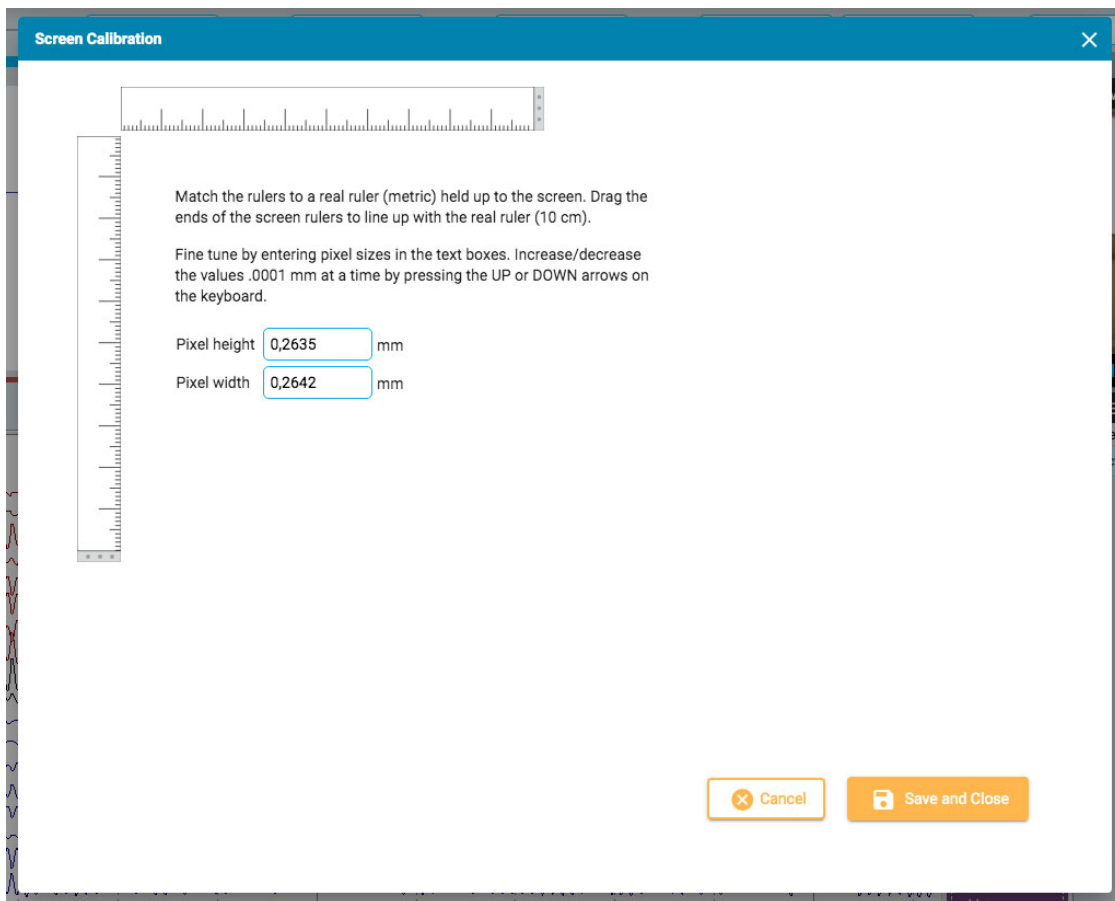 Screen Calibration
Match the rulers to a real ruler (metric) held up to the screen. Drag the
ends of the screen rulers to line up with the real ruler (10 cm).
Fine tune by entering pixel sizes in the text boxes. Increase/decrease
the values .0001 mm at a time by pressing the UP or DOWN arrows on
the keyboard.
Pixel height 0,2635 mm
Pixel width 0,2642 mm
Cancel Save and Close